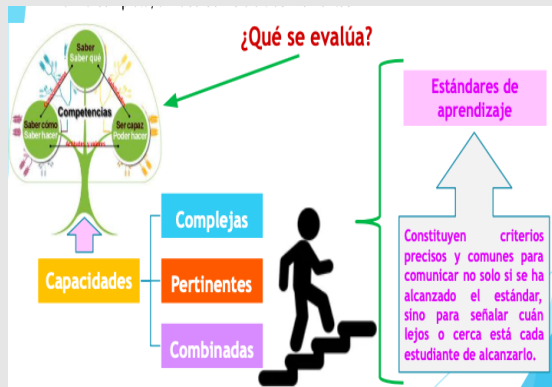 ¿Qué se evalúa?
Saber
Saber qué
Competencias
Saber cómo
Saber hacer
Ser capaz
Poder hacer
Capacidades
Complejas
Pertinentes
Combinadas
Estándares de
aprendizaje
Constituyen criterios
precisos y comunes para
comunicar no solo si se ha
alcanzado el estándar,
sino para señalar cuán
lejos o cerca está cada
estudiante de alcanzarlo.